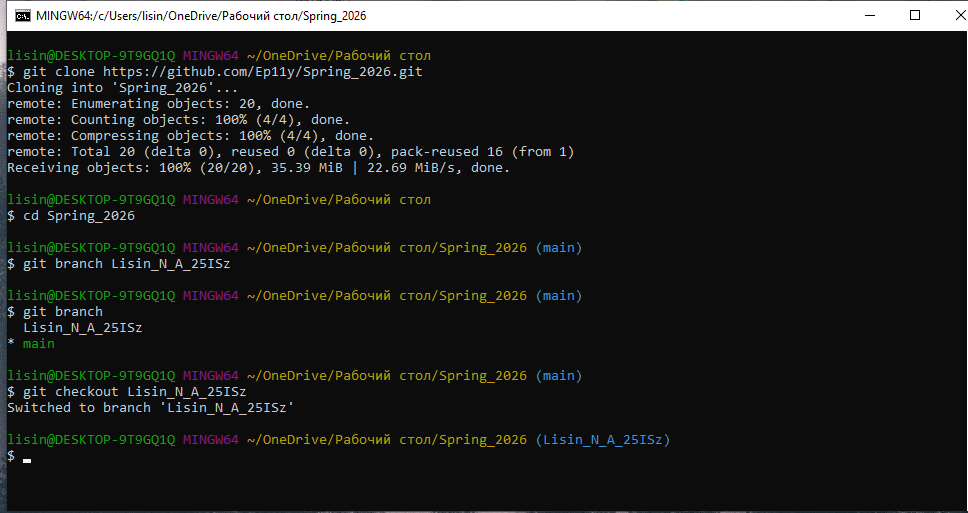 MINGW64:/c/Users/lisin/OneDrive/Рабочий стол/Spring_2026
lisin@DESKTOP-9T9GQ1Q MINGW64 ~/OneDrive/Рабочий стол
$ git clone https://github.com/Ep11y/Spring_2026.git
Cloning into 'Spring_2026'...
remote: Enumerating objects: 20, done.
remote: Counting objects: 100% (4/4), done.
remote: Compressing objects: 100% (4/4), done.
remote: Total 20 (delta 0), reused 0 (delta 0), pack-reused 16 (from 1)
Receiving objects: 100% (20/20), 35.39 MiB | 22.69 MiB/s, done.
lisin@DESKTOP-9T9GQ1Q MINGW64 ~/OneDrive/Рабочий стол
$ cd Spring_2026
lisin@DESKTOP-9T9GQ1Q MINGW64 ~/OneDrive/Рабочий стол/Spring_2026 (main)
$ git branch Lisin_N_A_25ISz
lisin@DESKTOP-9T9GQ1Q MINGW64 ~/OneDrive/Рабочий стол/Spring_2026 (main)
$ git branch
  Lisin_N_A_25ISz
* main
lisin@DESKTOP-9T9GQ1Q MINGW64 ~/OneDrive/Рабочий стол/Spring_2026 (main)
$ git checkout Lisin_N_A_25ISz
Switched to branch 'Lisin_N_A_25ISz'
lisin@DESKTOP-9T9GQ1Q MINGW64 ~/OneDrive/Рабочий стол/Spring_2026 (Lisin_N_A_25ISz)
$